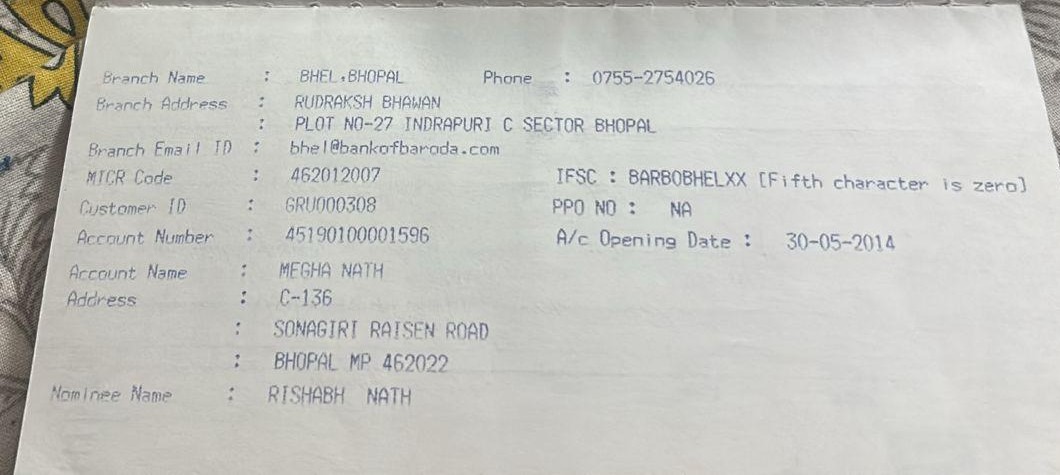 Branch Name : BHEL,BHOPAL Phone : 0755-2754026
Branch Address : RUDRAKSH BHAWAN
: PLOT NO-27 INDRAPURI C SECTOR BHOPAL
Branch Email ID : bhel@bankofbaroda.com
MICR Code : 462012007 IFSC : BARB0BHELXX [Fifth character is zero]
Customer ID : GRU000308 PPO NO : NA
Account Number : 45190100001596 A/c Opening Date : 30-05-2014
Account Name : MEGHA NATH
Address : C-136
: SONAGIRI RAISEN ROAD
: BHOPAL MP 462022
Nominee Name : RISHABH NATH